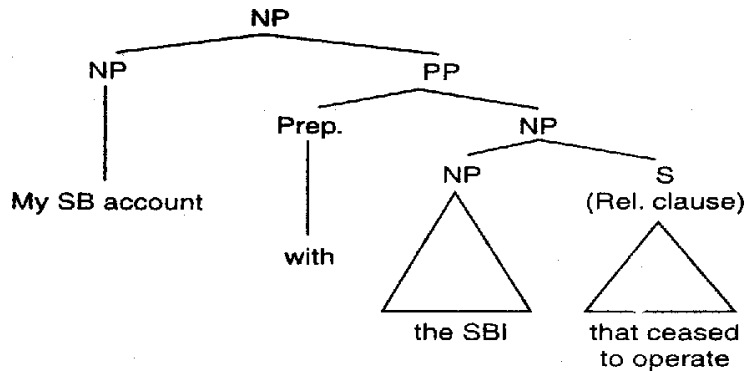 NP
NP PP
Prep. NP
NP S
My SB account (Rel. clause)
with
the SBI that ceased
to operate